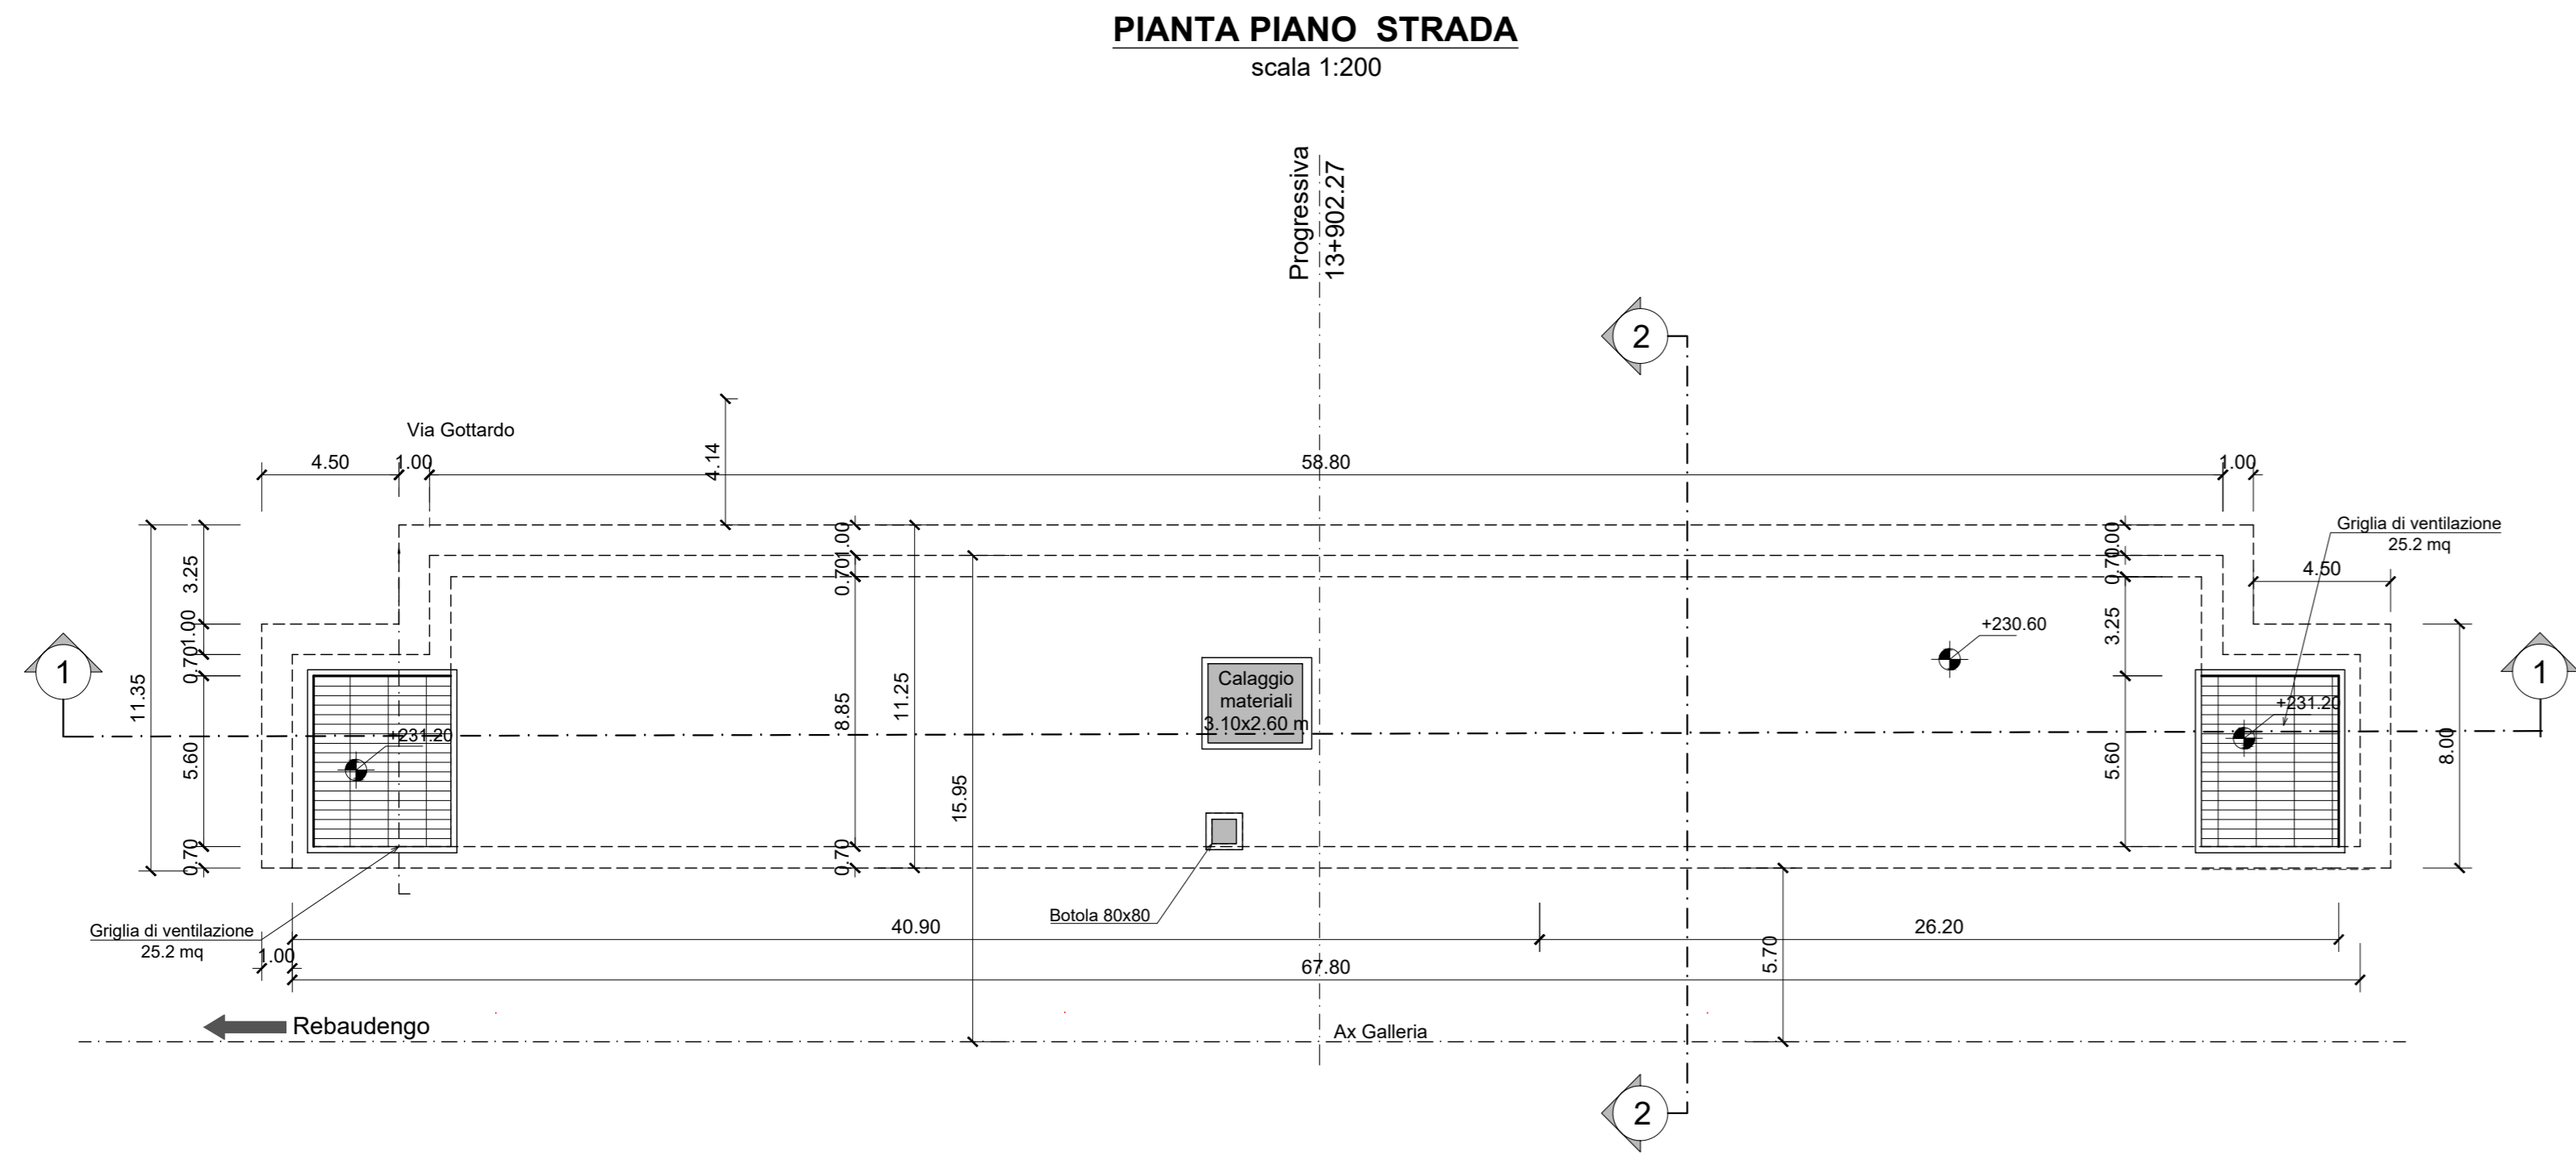 PIANTA PIANO STRADA
scala 1:200
Progressiva
13+902.27
2
Via Gottardo
4.14
4.50
1.00
58.80
1.00
Griglia di ventilazione
25.2 mq
4.50
11.35
3.25
1.00
0.70
5.60
0.70
1.00
0.70
8.85
0.70
11.25
15.95
1.00
0.70
3.25
5.60
8.00
+230.60
1
1
Calaggio
materiali
3.10x2.60 m
+231.20
+231.20
Botola 80x80
Griglia di ventilazione
25.2 mq
40.90
26.20
1.00
67.80
5.70
Rebaudengo
Ax Galleria
2